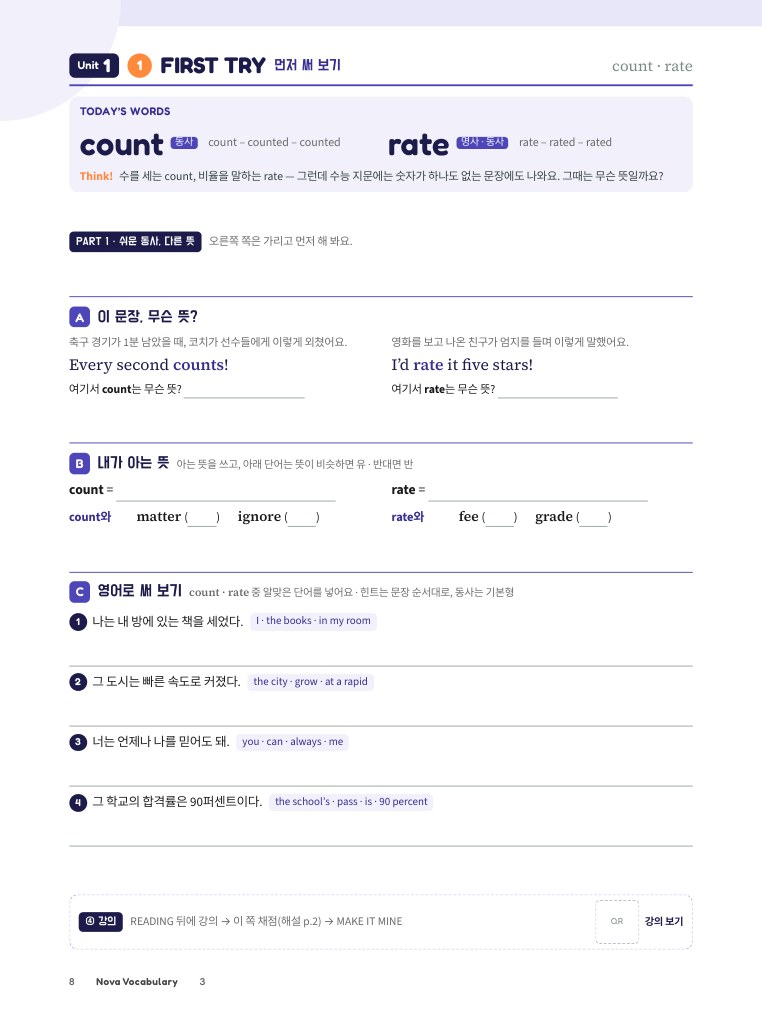 Unit 1 1 FIRST TRY 먼저 써 보기 count · rate
TODAY'S WORDS
count 동사 count – counted – counted rate 명사 · 동사 rate – rated – rated
Think! 수를 세는 count, 비율을 말하는 rate — 그런데 수능 지문에는 숫자가 하나도 없는 문장에도 나와요. 그때는 무슨 뜻일까요?
PART 1 · 쉬운 동사, 다른 뜻 오른쪽 쪽은 가리고 먼저 해 봐요.
A 이 문장, 무슨 뜻?
축구 경기가 1분 남았을 때, 코치가 선수들에게 이렇게 외쳤어요. 영화를 보고 나온 친구가 엄지를 들며 이렇게 말했어요.
Every second counts! I'd rate it five stars!
여기서 count는 무슨 뜻? 여기서 rate는 무슨 뜻?
B 내가 아는 뜻 아는 뜻을 쓰고, 아래 단어는 뜻이 비슷하면 유 · 반대면 반
count = rate =
count와 matter ( ) ignore ( ) rate와 fee ( ) grade ( )
C 영어로 써 보기 count · rate 중 알맞은 단어를 넣어요 · 힌트는 문장 순서대로, 동사는 기본형
1 나는 내 방에 있는 책을 세었다. I · the books · in my room
2 그 도시는 빠른 속도로 커졌다. the city · grow · at a rapid
3 너는 언제나 나를 믿어도 돼. you · can · always · me
4 그 학교의 합격률은 90퍼센트이다. the school's · pass · is · 90 percent
④ 강의 READING 뒤에 강의 → 이 쪽 채점(해설 p.2) → MAKE IT MINE QR 강의 보기
8 Nova Vocabulary 3